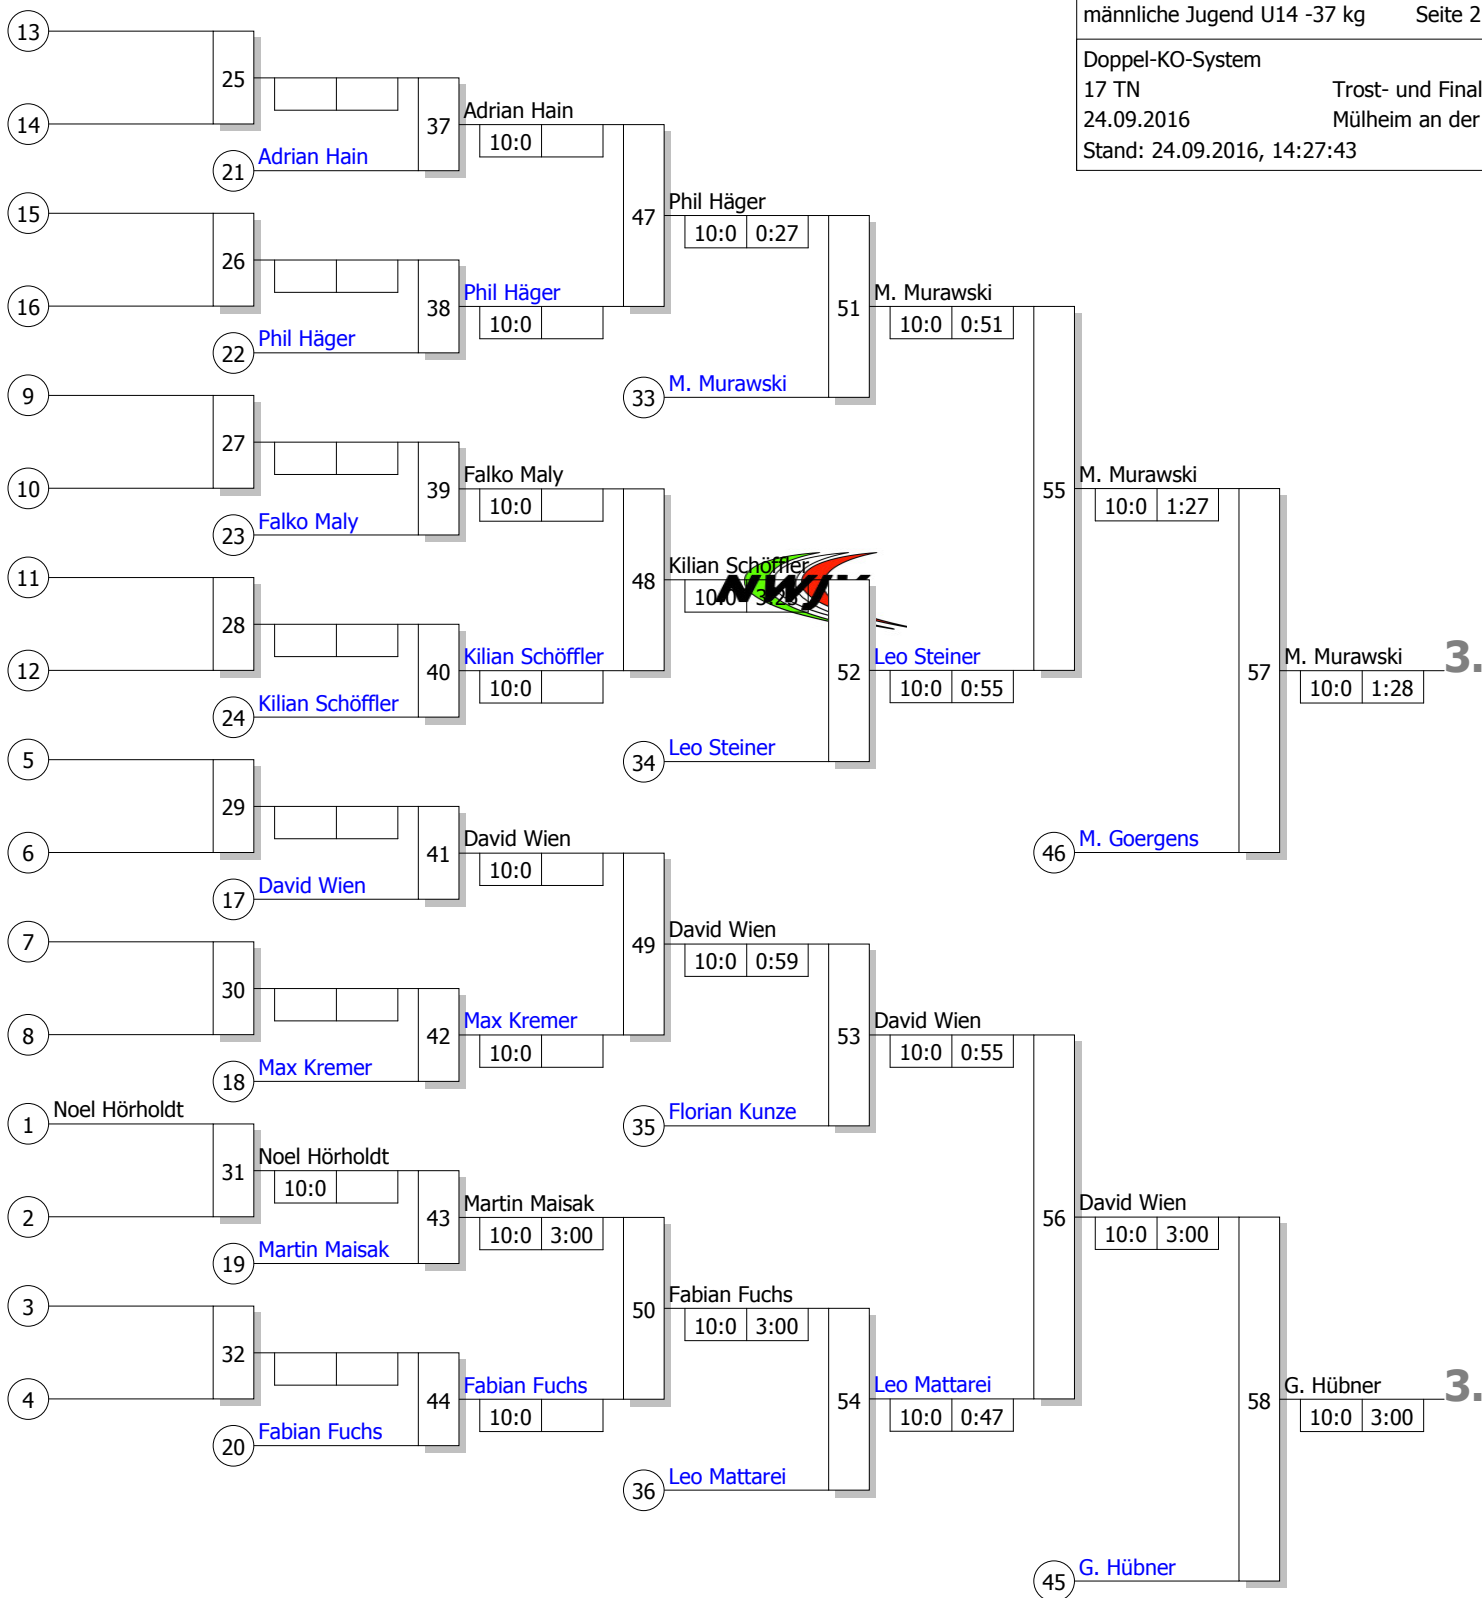 männliche Jugend U14 -37 kg Seite 2
Doppel-KO-System
17 TN Trost- und Final
24.09.2016 Mülheim an der
Stand: 24.09.2016, 14:27:43
13
25
14
37
Adrian Hain
10:0
21
Adrian Hain
47
Phil Häger
10:0 0:27
15
26
16
38
Phil Häger
10:0
22
Phil Häger
51
M. Murawski
10:0 0:51
33
M. Murawski
9
27
10
39
Falko Maly
10:0
23
Falko Maly
55
M. Murawski
10:0 1:27
48
Kilian Schöffler
10:0
11
28
12
40
Kilian Schöffler
10:0
24
Kilian Schöffler
52
Leo Steiner
10:0 0:55
34
Leo Steiner
57
M. Murawski
10:0 1:28
3.
46
M. Goergens
5
29
6
41
David Wien
10:0
17
David Wien
49
David Wien
10:0 0:59
7
30
8
42
Max Kremer
10:0
18
Max Kremer
53
David Wien
10:0 0:55
35
Florian Kunze
1
Noel Hörholdt
31
Noel Hörholdt
10:0
2
43
Martin Maisak
10:0 3:00
19
Martin Maisak
56
David Wien
10:0 3:00
50
Fabian Fuchs
10:0 3:00
3
32
4
44
Fabian Fuchs
10:0
20
Fabian Fuchs
54
Leo Mattarei
10:0 0:47
36
Leo Mattarei
58
G. Hübner
10:0 3:00
3.
45
G. Hübner